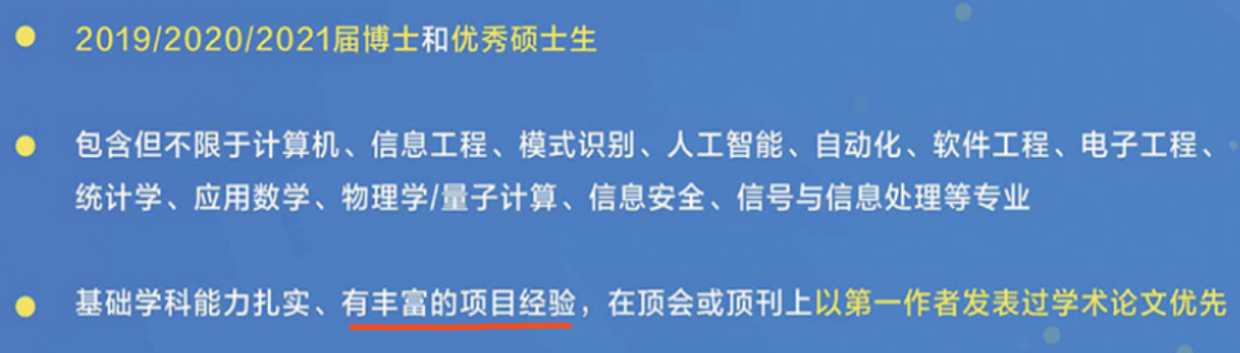 2019/2020/2021届博士和优秀硕士生
包含但不限于计算机、信息工程、模式识别、人工智能、自动化、软件工程、电子工程、
统计学、应用数学、物理学/量子计算、信息安全、信号与信息处理等专业
基础学科能力扎实、有丰富的项目经验，在顶会或顶刊上以第一作者发表过学术论文优先